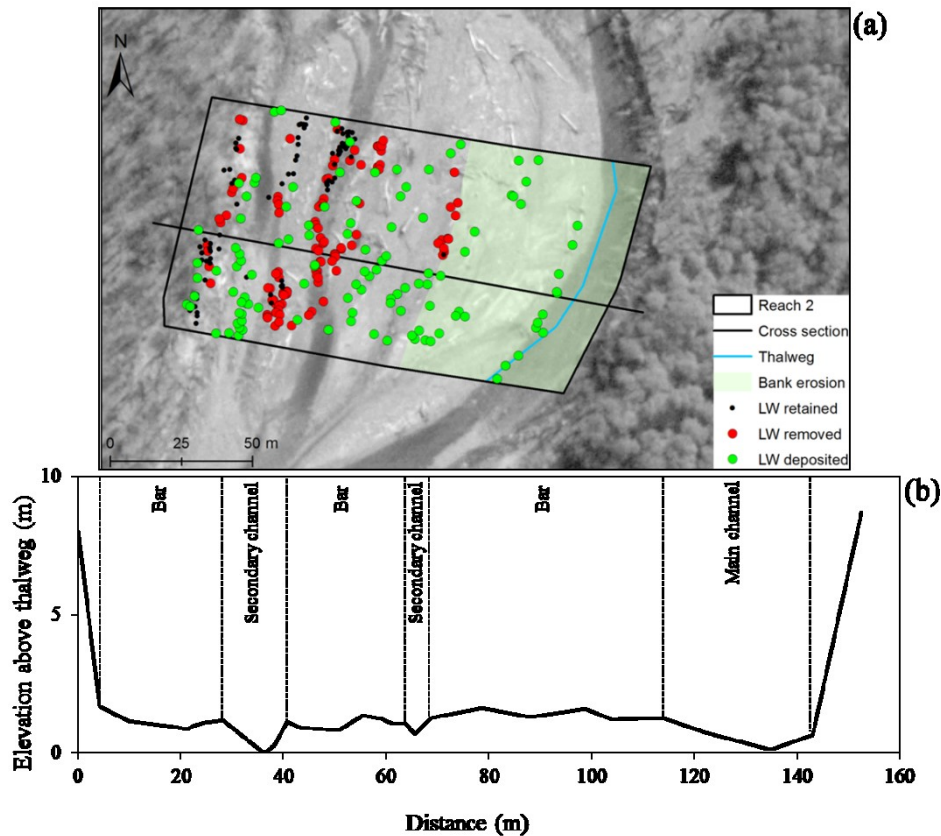 (a)
N
Reach 2
Cross section
Thalweg
Bank erosion
LW retained
LW removed
LW deposited
0 25 50 m
(b)
Elevation above thalweg (m)
10
5
0
Bar
Secondary channel
Bar
Secondary channel
Bar
Main channel
0 20 40 60 80 100 120 140 160
Distance (m)